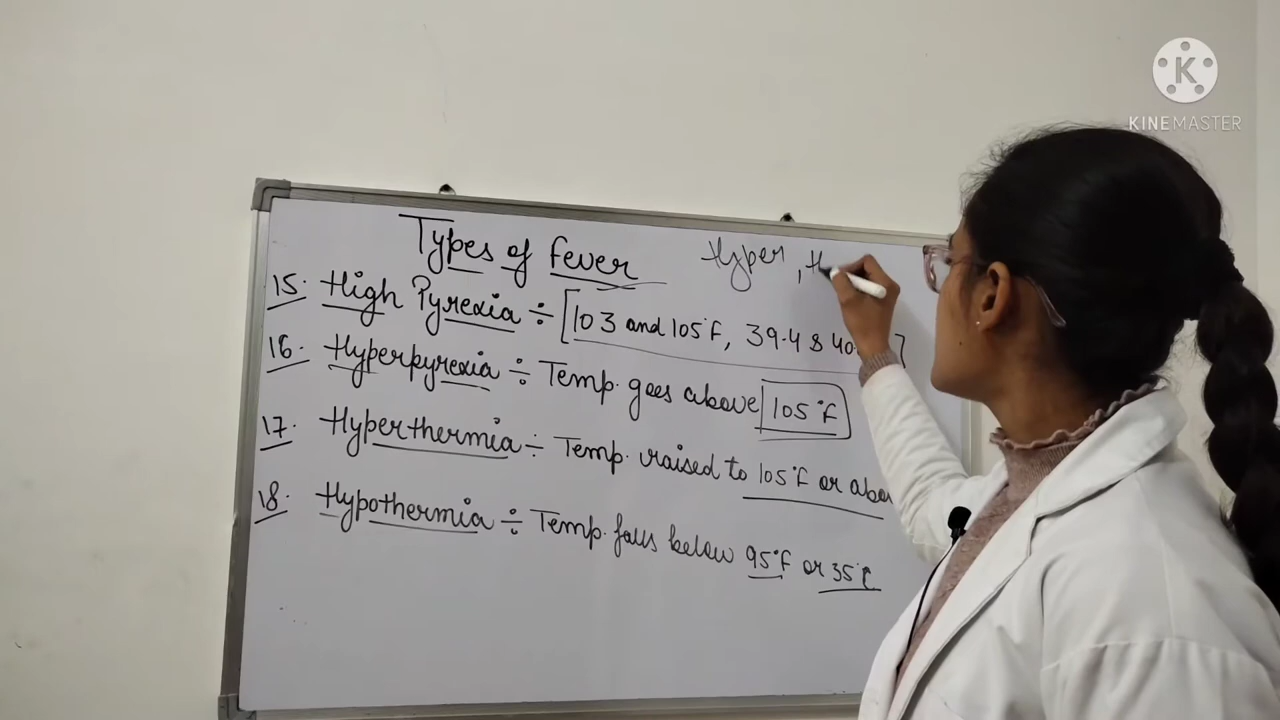 KINEMASTER
Types of fever Hyper, H
15. High Pyrexia ÷ [103 and 105°F, 39.4 & 40.
16. Hyperpyrexia ÷ Temp. goes above 105°F
17. Hyperthermia ÷ Temp. raised to 105°F or abo
18. Hypothermia ÷ Temp. falls below 95°F or 35°C